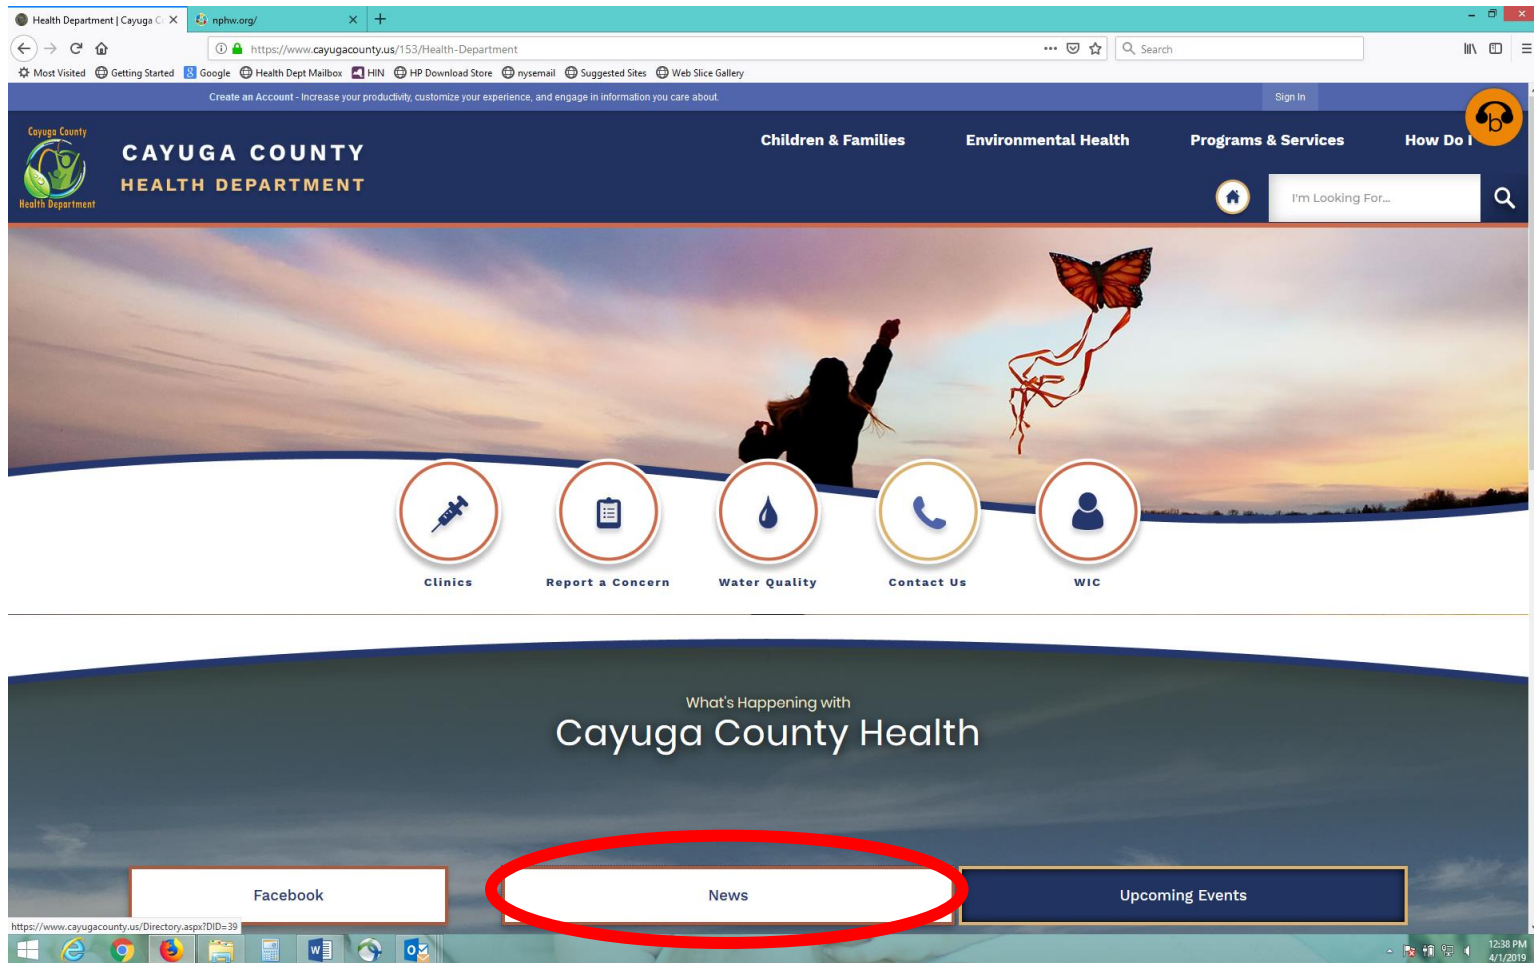 Health Department | Cayuga C
nphw.org/
https://www.cayugacounty.us/153/Health-Department
Search
Most Visited
Getting Started
Google
Health Dept Mailbox
HIN
HP Download Store
nysemail
Suggested Sites
Web Slice Gallery
Create an Account - Increase your productivity, customize your experience, and engage in information you care about.
Sign In
Cayuga County
Health Department
CAYUGA COUNTY
HEALTH DEPARTMENT
Children & Families
Environmental Health
Programs & Services
How Do I
b
I'm Looking For...
Clinics
Report a Concern
Water Quality
Contact Us
WIC
What's Happening with
Cayuga County Health
Facebook
News
Upcoming Events
https://www.cayugacounty.us/Directory.aspx?DID=39
12:38 PM
4/1/2019